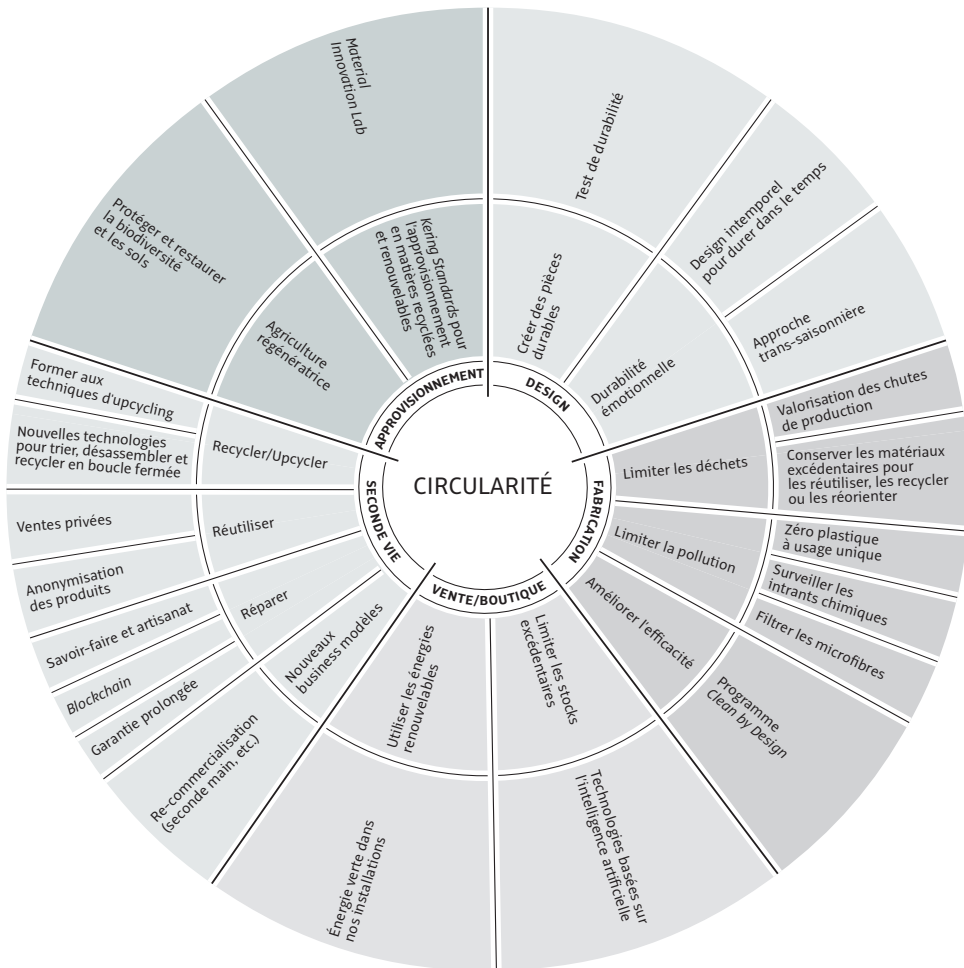 CIRCULARITÉ
DESIGN
Créer des pièces
durables
Test de durabilité
Durabilité
émotionnelle
Design intemporel
pour durer dans le temps
Approche
trans-saisonnière
FABRICATION
Limiter les déchets
Valorisation des chutes
de production
Conserver les matériaux
excédentaires pour
les réutiliser, les recycler
ou les réorienter
Limiter la pollution
Zéro plastique
à usage unique
Surveiller les
intrants chimiques
Filtrer les microfibres
Améliorer l'efficacité
Programme
Clean by Design
VENTE/BOUTIQUE
Limiter les stocks
excédentaires
Technologies basées sur
l'intelligence artificielle
Utiliser les énergies
renouvelables
Énergie verte dans
nos installations
SECONDE VIE
Nouveaux
business modèles
Re-commercialisation
(seconde main, etc.)
Réparer
Garantie prolongée
Blockchain
Savoir-faire et artisanat
Réutiliser
Anonymisation
des produits
Ventes privées
Recycler/Upcycler
Nouvelles technologies
pour trier, désassembler et
recycler en boucle fermée
Former aux
techniques d'upcycling
APPROVISIONNEMENT
Agriculture
régénératrice
Protéger et restaurer
la biodiversité
et les sols
Kering Standards pour
l'approvisionnement
en matières recyclées
et renouvelables
Material
Innovation Lab